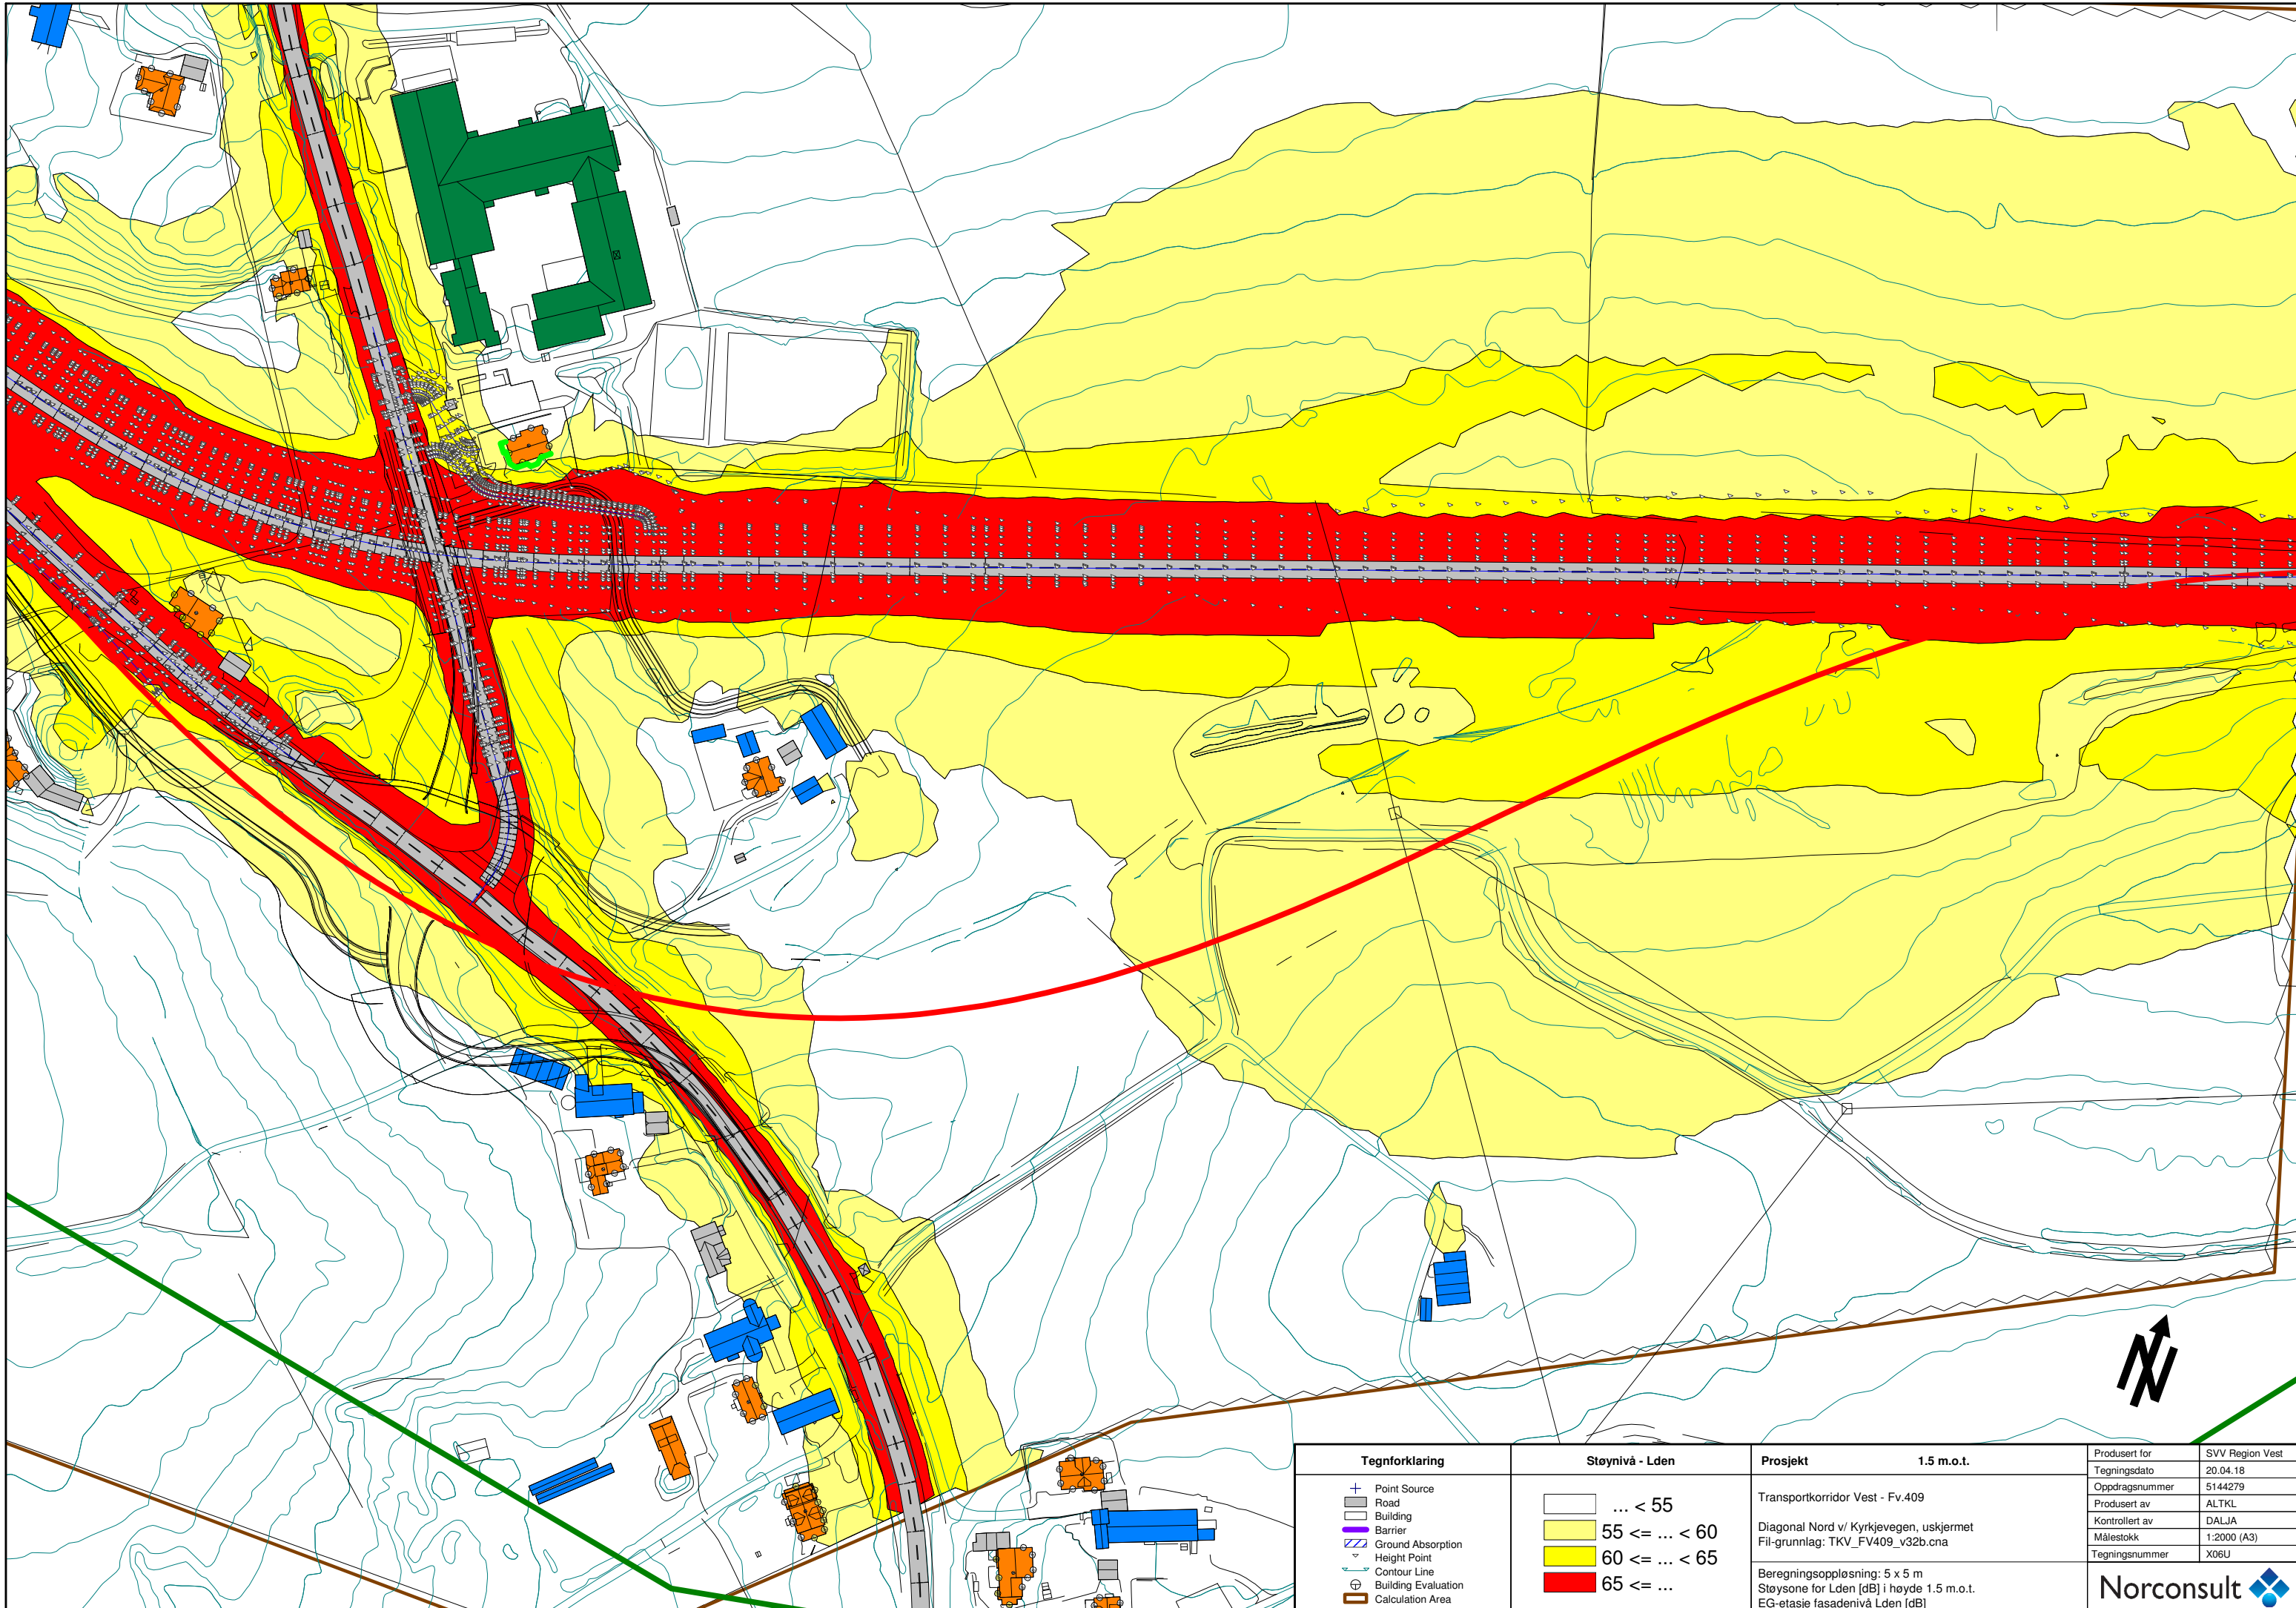 Tegnforklaring
Point Source
Road
Building
Barrier
Ground Absorption
Height Point
Contour Line
Building Evaluation
Calculation Area
Støynivå - Lden
... < 55
55 <= ... < 60
60 <= ... < 65
65 <= ...
Prosjekt 1.5 m.o.t.
Transportkorridor Vest - Fv.409
Diagonal Nord v/ Kyrkjevegen, uskjermet
Fil-grunnlag: TKV_FV409_v32b.cna
Beregningsoppløsning: 5 x 5 m
Støysone for Lden [dB] i høyde 1.5 m.o.t.
EG-etasje fasadenivå Lden [dB]
Produsert for SVV Region Vest
Tegningsdato 20.04.18
Oppdragsnummer 5144279
Produsert av ALTKL
Kontrollert av DALJA
Målestokk 1:2000 (A3)
Tegningsnummer X06U
Norconsult
N